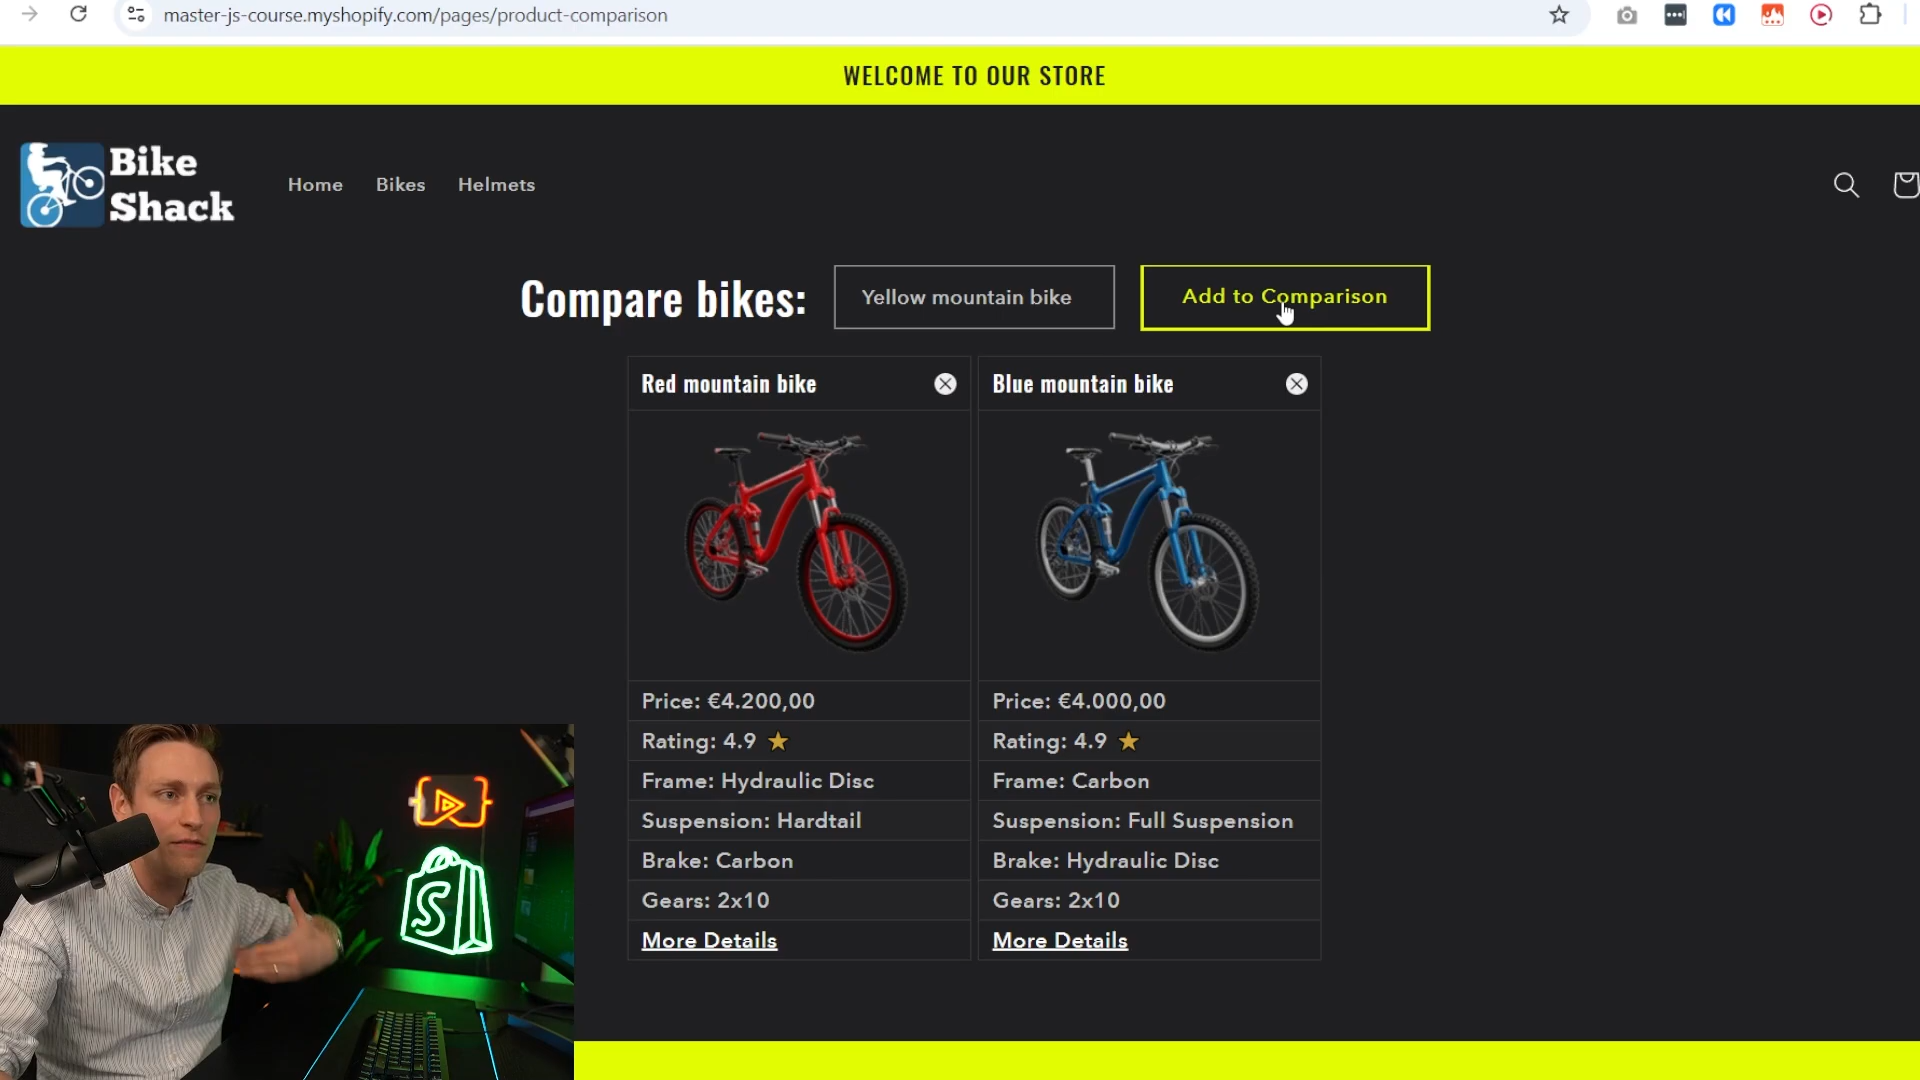 master-js-course.myshopify.com/pages/product-comparison
WELCOME TO OUR STORE
Bike
Shack
Home Bikes Helmets
Compare bikes: Yellow mountain bike Add to Comparison
Red mountain bike
Price: €4.200,00
Rating: 4.9 ★
Frame: Hydraulic Disc
Suspension: Hardtail
Brake: Carbon
Gears: 2x10
More Details
Blue mountain bike
Price: €4.000,00
Rating: 4.9 ★
Frame: Carbon
Suspension: Full Suspension
Brake: Hydraulic Disc
Gears: 2x10
More Details
S